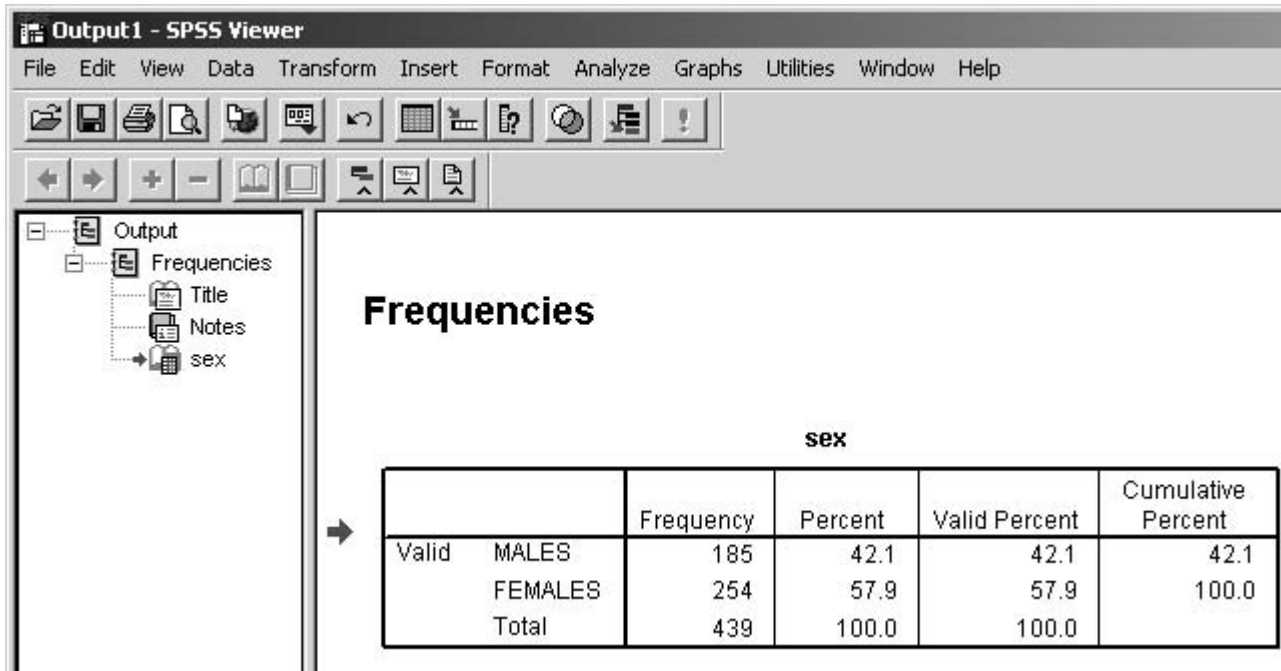 Output1 - SPSS Viewer
File Edit View Data Transform Insert Format Analyze Graphs Utilities Window Help
Output
Frequencies
Title
Notes
sex
Frequencies
sex
Frequency Percent Valid Percent Cumulative Percent
Valid MALES 185 42.1 42.1 42.1
FEMALES 254 57.9 57.9 100.0
Total 439 100.0 100.0